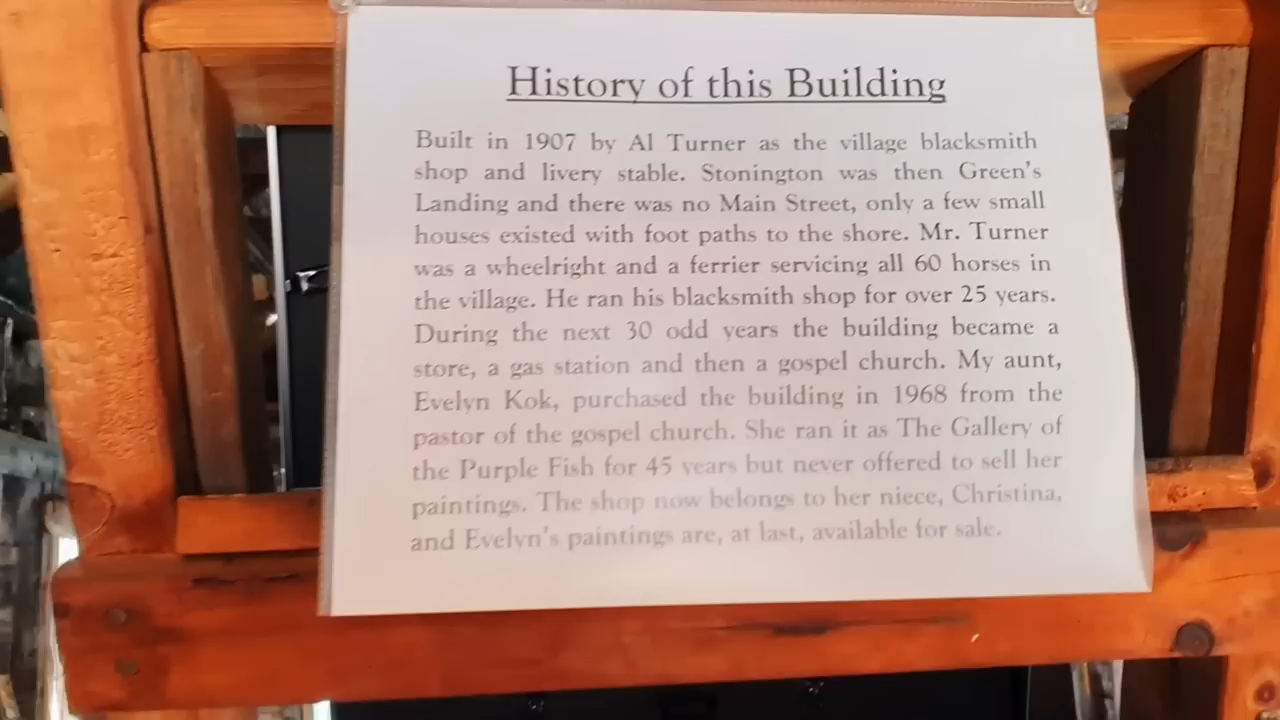 History of this Building
Built in 1907 by Al Turner as the village blacksmith
shop and livery stable. Stonington was then Green's
Landing and there was no Main Street, only a few small
houses existed with foot paths to the shore. Mr. Turner
was a wheelright and a ferrier servicing all 60 horses in
the village. He ran his blacksmith shop for over 25 years.
During the next 30 odd years the building became a
store, a gas station and then a gospel church. My aunt,
Evelyn Kok, purchased the building in 1968 from the
pastor of the gospel church. She ran it as The Gallery of
the Purple Fish for 45 years but never offered to sell her
paintings. The shop now belongs to her niece, Christina,
and Evelyn's paintings are, at last, available for sale.